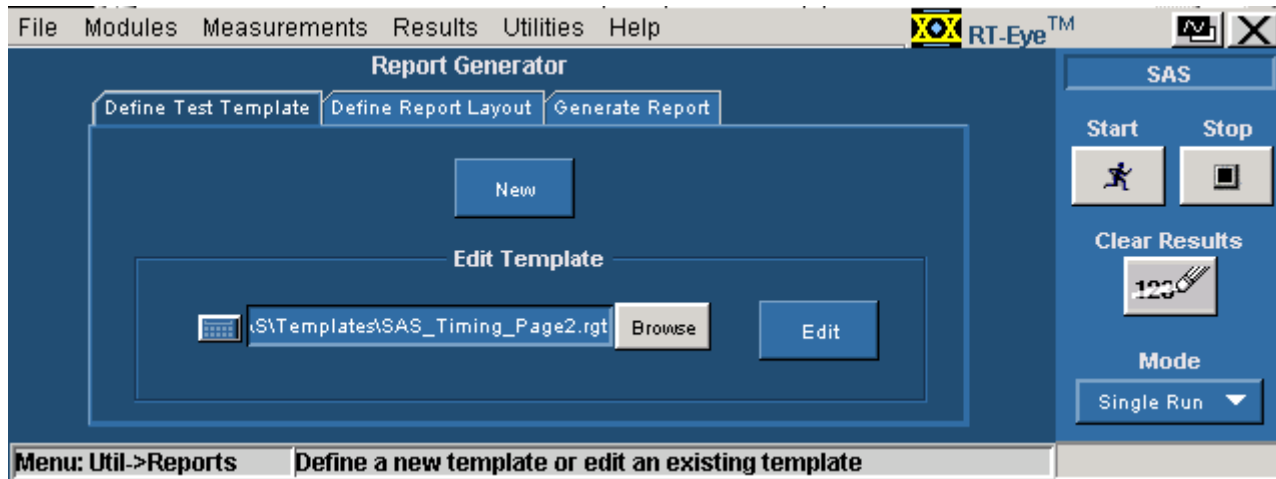 File Modules Measurements Results Utilities Help RT-Eye™
Report Generator
SAS
Define Test Template Define Report Layout Generate Report
Start Stop
New
Clear Results
123
Edit Template
\S\Templates\SAS_Timing_Page2.rgt Browse Edit
Mode
Single Run
Menu: Util->Reports Define a new template or edit an existing template